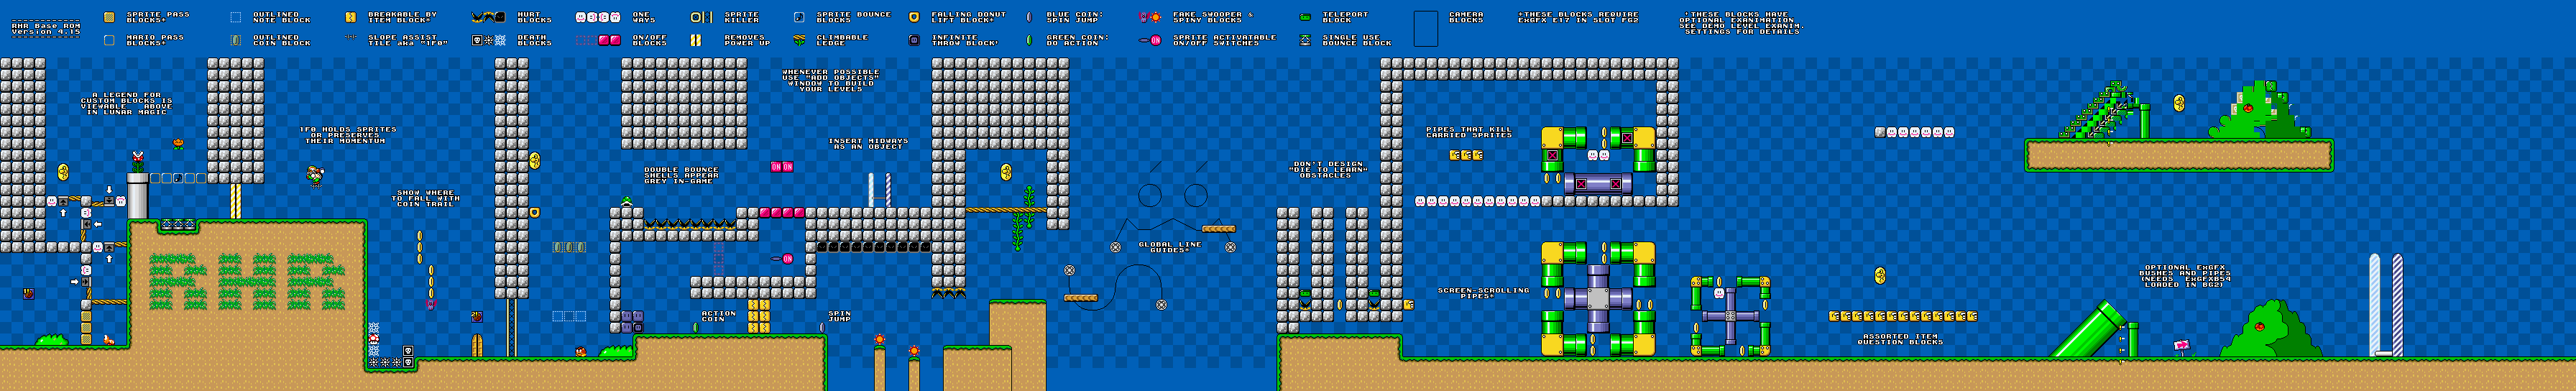 RHR Base ROM
Version 4.15
SPRITE PASS
BLOCKS+
MARIO PASS
BLOCKS+
OUTLINED
NOTE BLOCK
OUTLINED
COIN BLOCK
BREAKABLE BY
ITEM BLOCK+
SLOPE ASSIST
TILE aka "1F0"
HURT
BLOCKS
DEATH
BLOCKS
ONE
WAYS
ON/OFF
BLOCKS
SPRITE
KILLER
REMOVES
POWER UP
SPRITE BOUNCE
BLOCKS
CLIMBABLE
LEDGE
FALLING DONUT
LIFT BLOCK+
INFINITE
THROW BLOCK'
BLUE COIN:
SPIN JUMP
GREEN COIN:
DO ACTION
FAKE SWOOPER &
SPINY BLOCKS
SPRITE ACTIVATABLE
ON/OFF SWITCHES
TELEPORT
BLOCK
SINGLE USE
BOUNCE BLOCK
CAMERA
BLOCKS
+THESE BLOCKS REQUIRE
ExGFX E17 IN SLOT FG2
'THESE BLOCKS HAVE
OPTIONAL EXANIMATION.
SEE DEMO LEVEL EXANIM.
SETTINGS FOR DETAILS
A LEGEND FOR
CUSTOM BLOCKS IS
VIEWABLE ABOVE
IN LUNAR MAGIC
1F0 HOLDS SPRITES
OR PRESERVES
THEIR MOMENTUM
SHOW WHERE
TO FALL WITH
COIN TRAIL
RHR
WHENEVER POSSIBLE
USE "ADD OBJECTS"
WINDOW TO BUILD
YOUR LEVELS
INSERT MIDWAYS
AS AN OBJECT
DOUBLE BOUNCE
SHELLS APPEAR
GREY IN-GAME
ON ON
ON
ACTION
COIN
SPIN
JUMP
GLOBAL LINE
GUIDES*
DON'T DESIGN
"DIE TO LEARN"
OBSTACLES
PIPES THAT KILL
CARRIED SPRITES
SCREEN-SCROLLING
PIPES*
ASSORTED ITEM
QUESTION BLOCKS
OPTIONAL EXGFX
BUSHES AND PIPES
(NEEDS EXGFXB54
LOADED IN BG2)